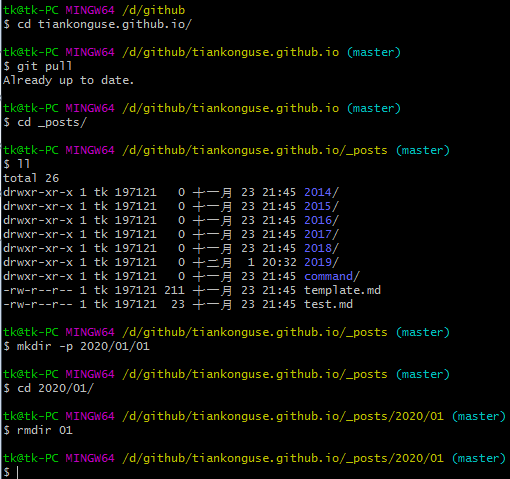 tk@tk-PC MINGW64 /d/github
$ cd tiankonguse.github.io/
tk@tk-PC MINGW64 /d/github/tiankonguse.github.io (master)
$ git pull
Already up to date.
tk@tk-PC MINGW64 /d/github/tiankonguse.github.io (master)
$ cd _posts/
tk@tk-PC MINGW64 /d/github/tiankonguse.github.io/_posts (master)
$ ll
total 26
drwxr-xr-x 1 tk 197121   0 十一月 23 21:45 2014/
drwxr-xr-x 1 tk 197121   0 十一月 23 21:45 2015/
drwxr-xr-x 1 tk 197121   0 十一月 23 21:45 2016/
drwxr-xr-x 1 tk 197121   0 十一月 23 21:45 2017/
drwxr-xr-x 1 tk 197121   0 十一月 23 21:45 2018/
drwxr-xr-x 1 tk 197121   0 十二月  1 20:32 2019/
drwxr-xr-x 1 tk 197121   0 十一月 23 21:45 command/
-rw-r--r-- 1 tk 197121 211 十一月 23 21:45 template.md
-rw-r--r-- 1 tk 197121  23 十一月 23 21:45 test.md
tk@tk-PC MINGW64 /d/github/tiankonguse.github.io/_posts (master)
$ mkdir -p 2020/01/01
tk@tk-PC MINGW64 /d/github/tiankonguse.github.io/_posts (master)
$ cd 2020/01/
tk@tk-PC MINGW64 /d/github/tiankonguse.github.io/_posts/2020/01 (master)
$ rmdir 01
tk@tk-PC MINGW64 /d/github/tiankonguse.github.io/_posts/2020/01 (master)
$